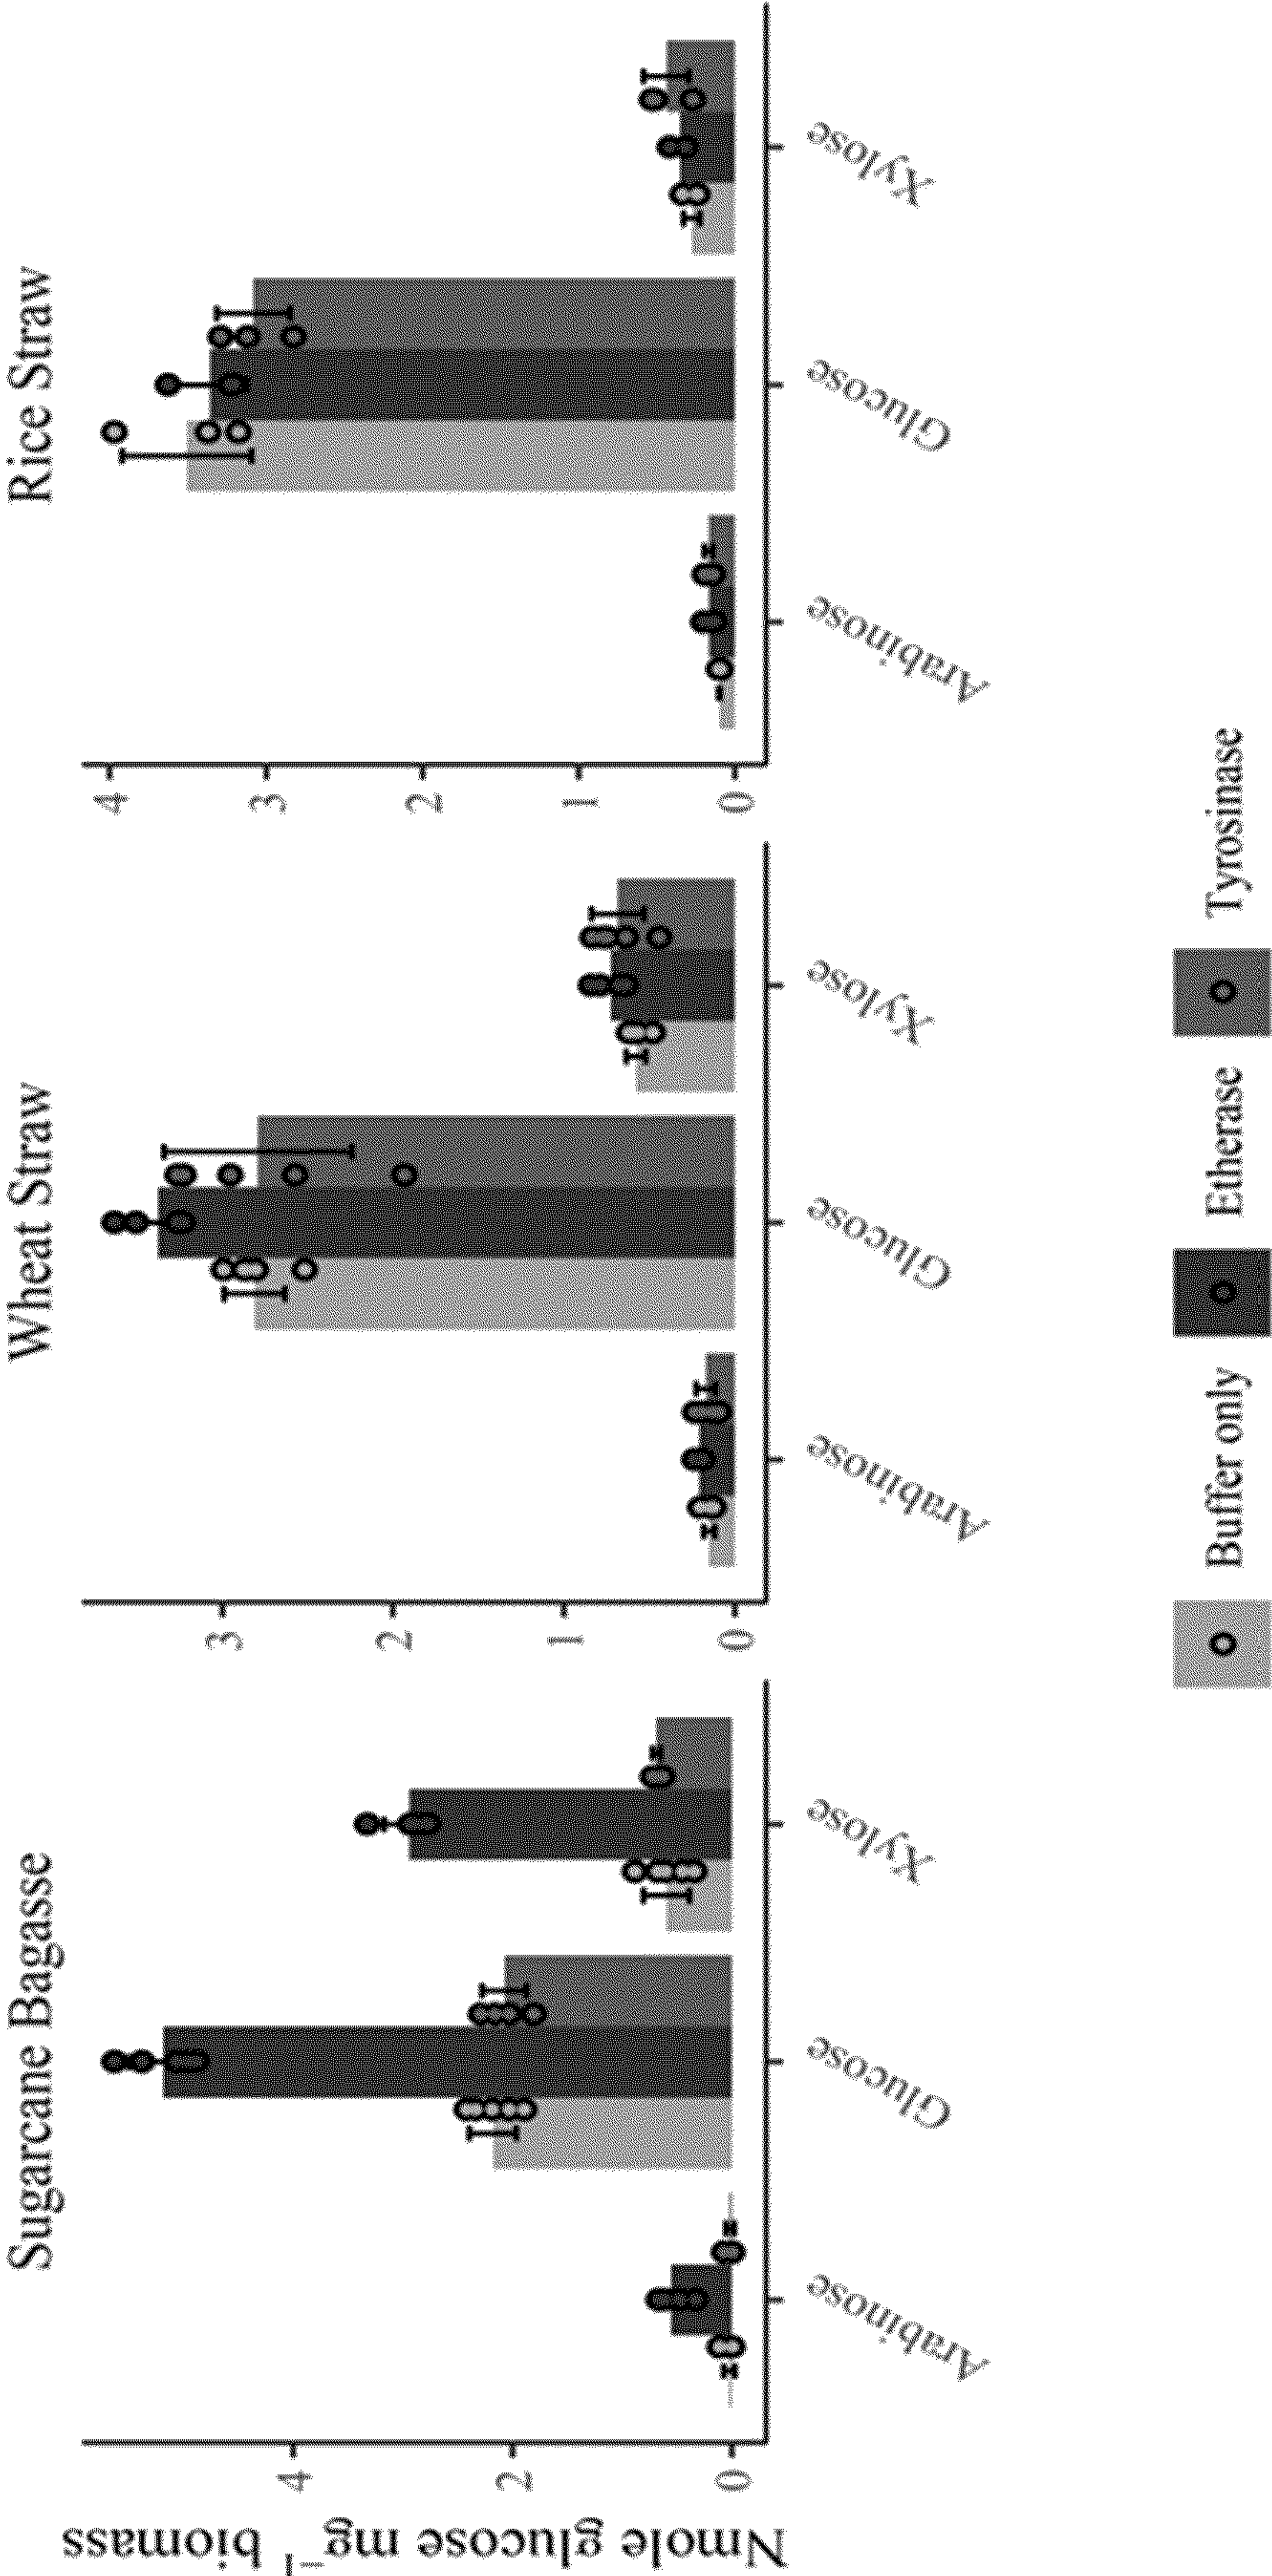 Sugarcane Bagasse
Wheat Straw
Rice Straw
Nmole glucose mg⁻¹ biomass
0
2
4
Arabinose
Glucose
Xylose
0
1
2
3
Arabinose
Glucose
Xylose
0
1
2
3
4
Arabinose
Glucose
Xylose
Buffer only
Etherase
Tyrosinase